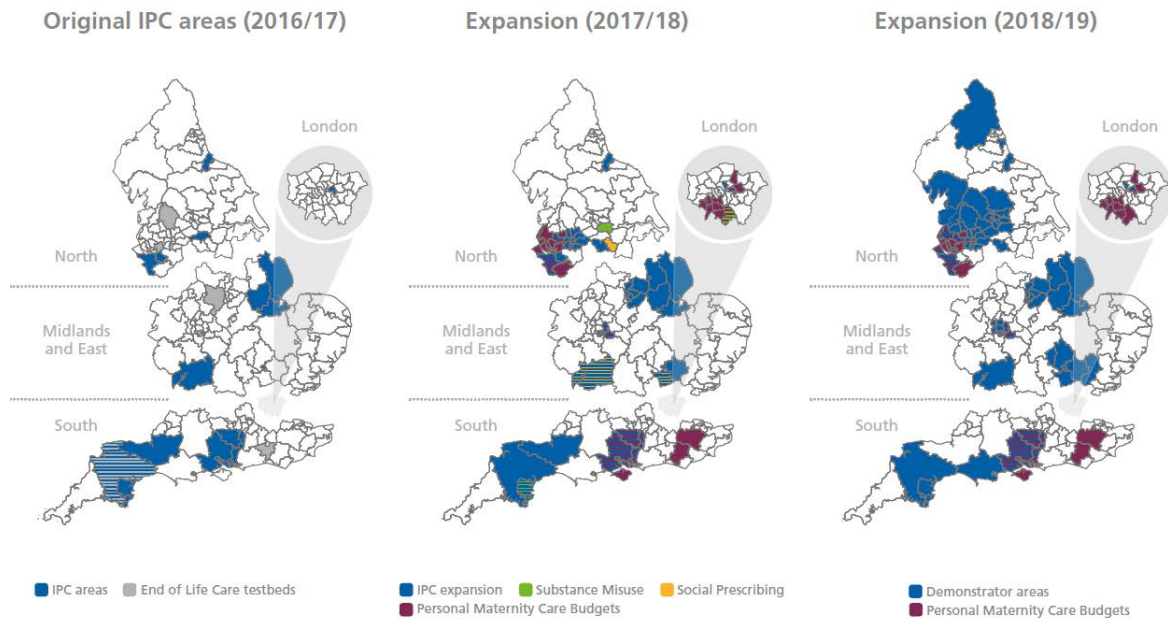 Original IPC areas (2016/17)
London
North
Midlands
and East
South
IPC areas
End of Life Care testbeds
Expansion (2017/18)
London
North
Midlands
and East
South
IPC expansion
Substance Misuse
Social Prescribing
Personal Maternity Care Budgets
Expansion (2018/19)
London
North
Midlands
and East
South
Demonstrator areas
Personal Maternity Care Budgets